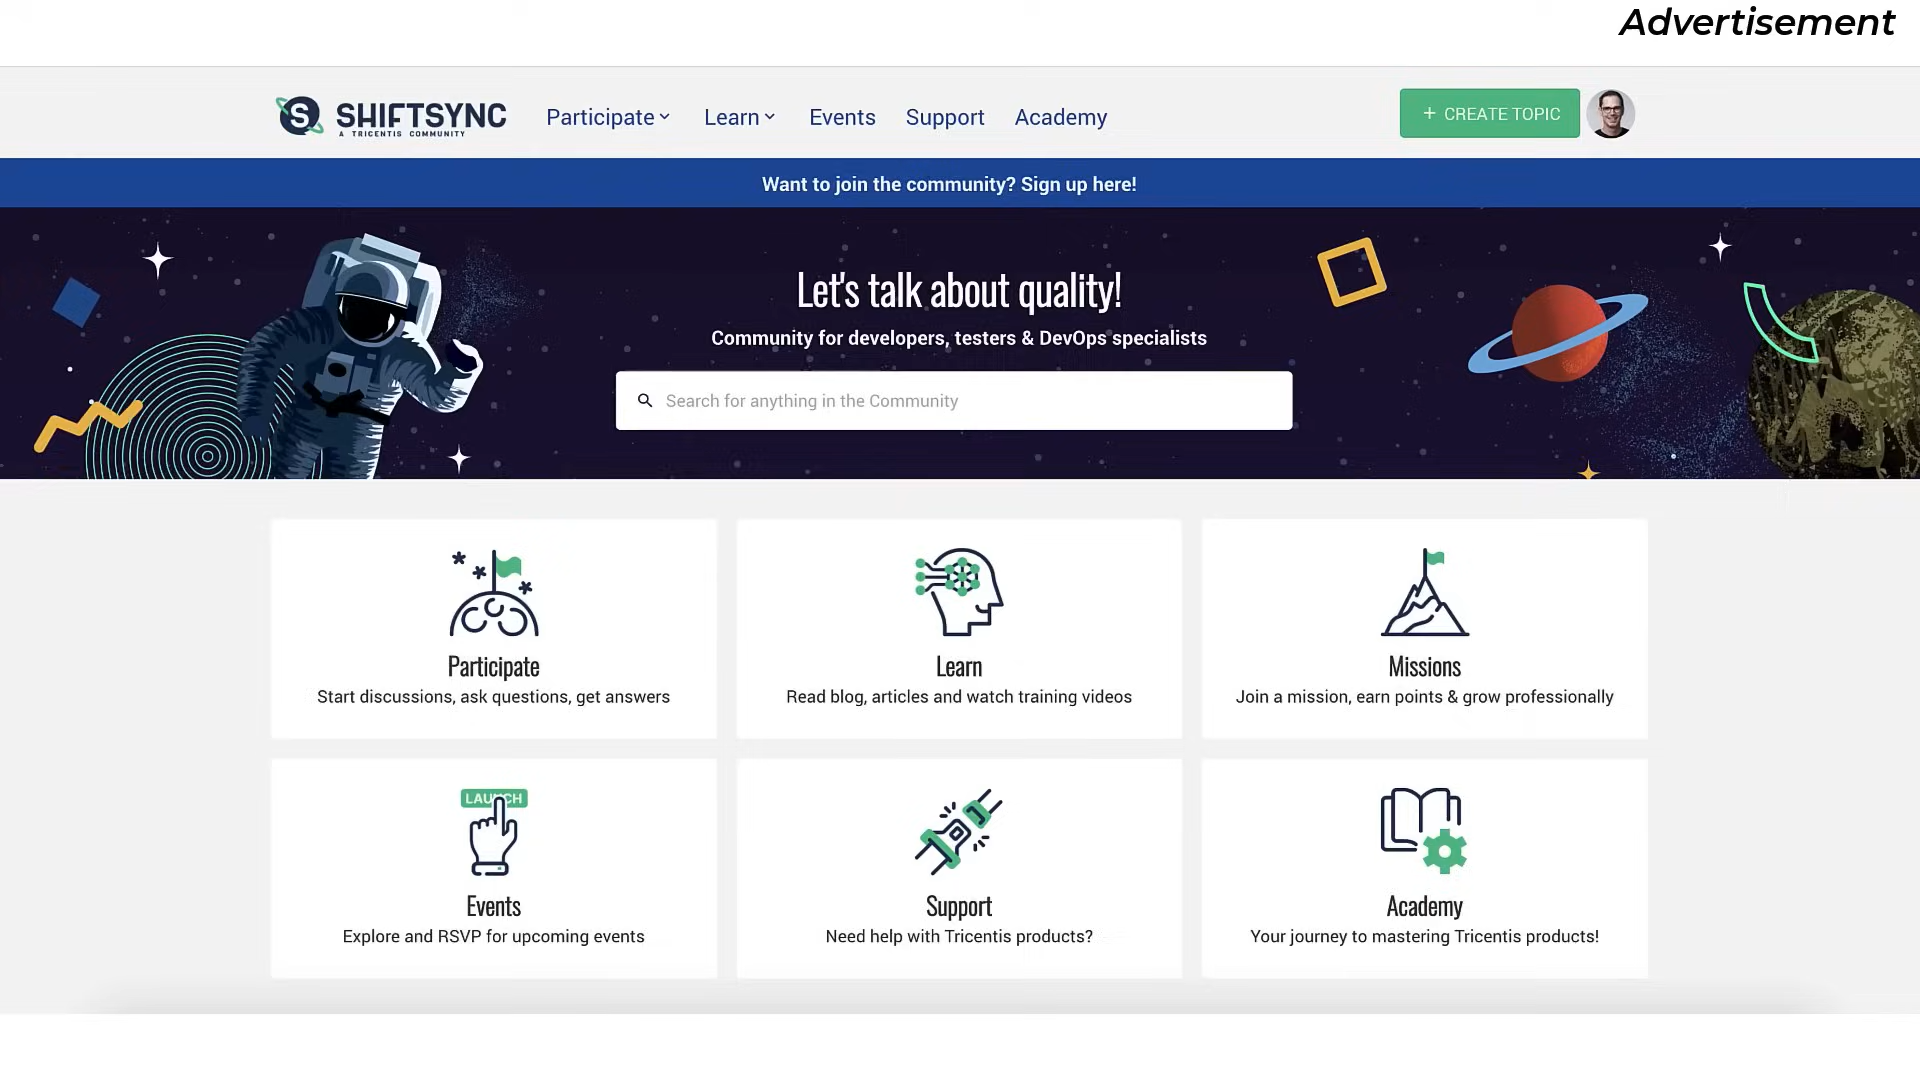 Advertisement
SHIFTSYNC
A TRICENTIS COMMUNITY
Participate
Learn
Events
Support
Academy
+ CREATE TOPIC
Want to join the community? Sign up here!
Let's talk about quality!
Community for developers, testers & DevOps specialists
Search for anything in the Community
Participate
Start discussions, ask questions, get answers
Learn
Read blog, articles and watch training videos
Missions
Join a mission, earn points & grow professionally
LAUNCH
Events
Explore and RSVP for upcoming events
Support
Need help with Tricentis products?
Academy
Your journey to mastering Tricentis products!